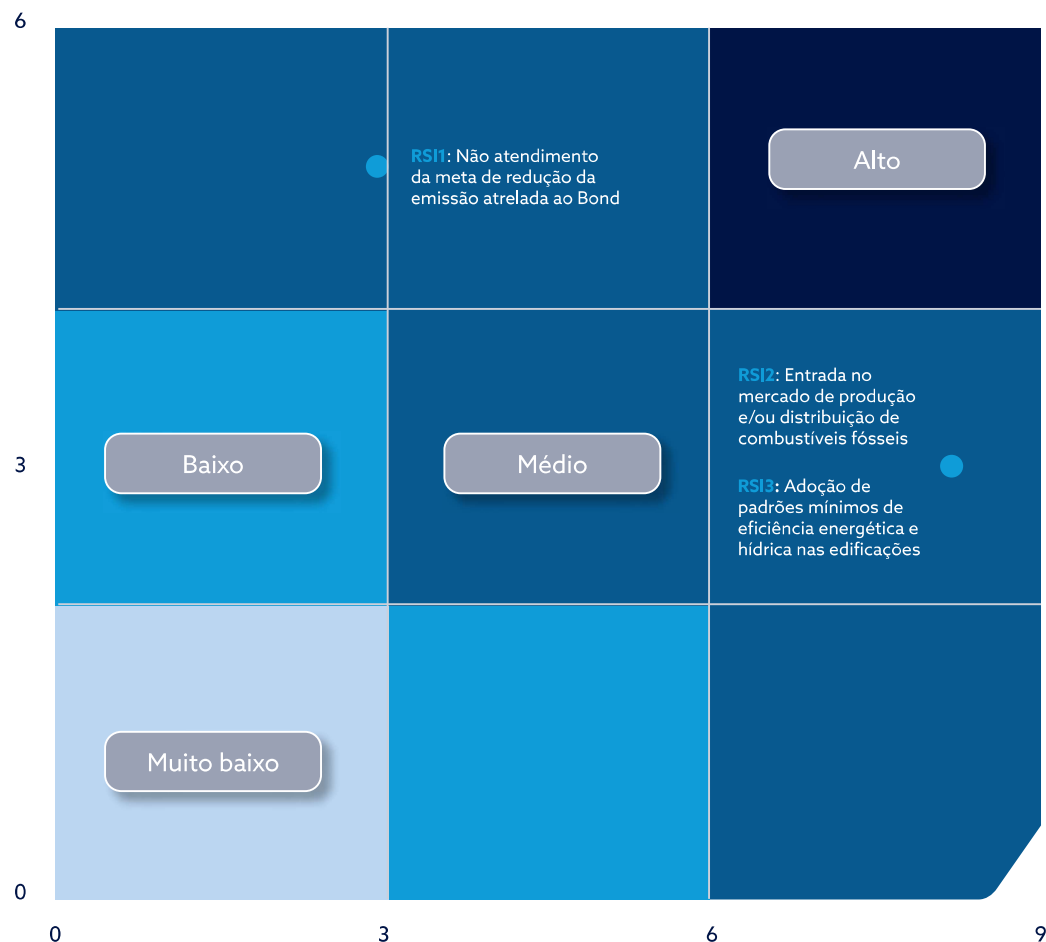 6
RSI1: Não atendimento
da meta de redução da
emissão atrelada ao Bond
Alto
RSI2: Entrada no
mercado de produção
e/ou distribuição de
combustíveis fósseis
3
Baixo
Médio
RSI3: Adoção de
padrões mínimos de
eficiência energética e
hídrica nas edificações
Muito baixo
0
0
3
6
9